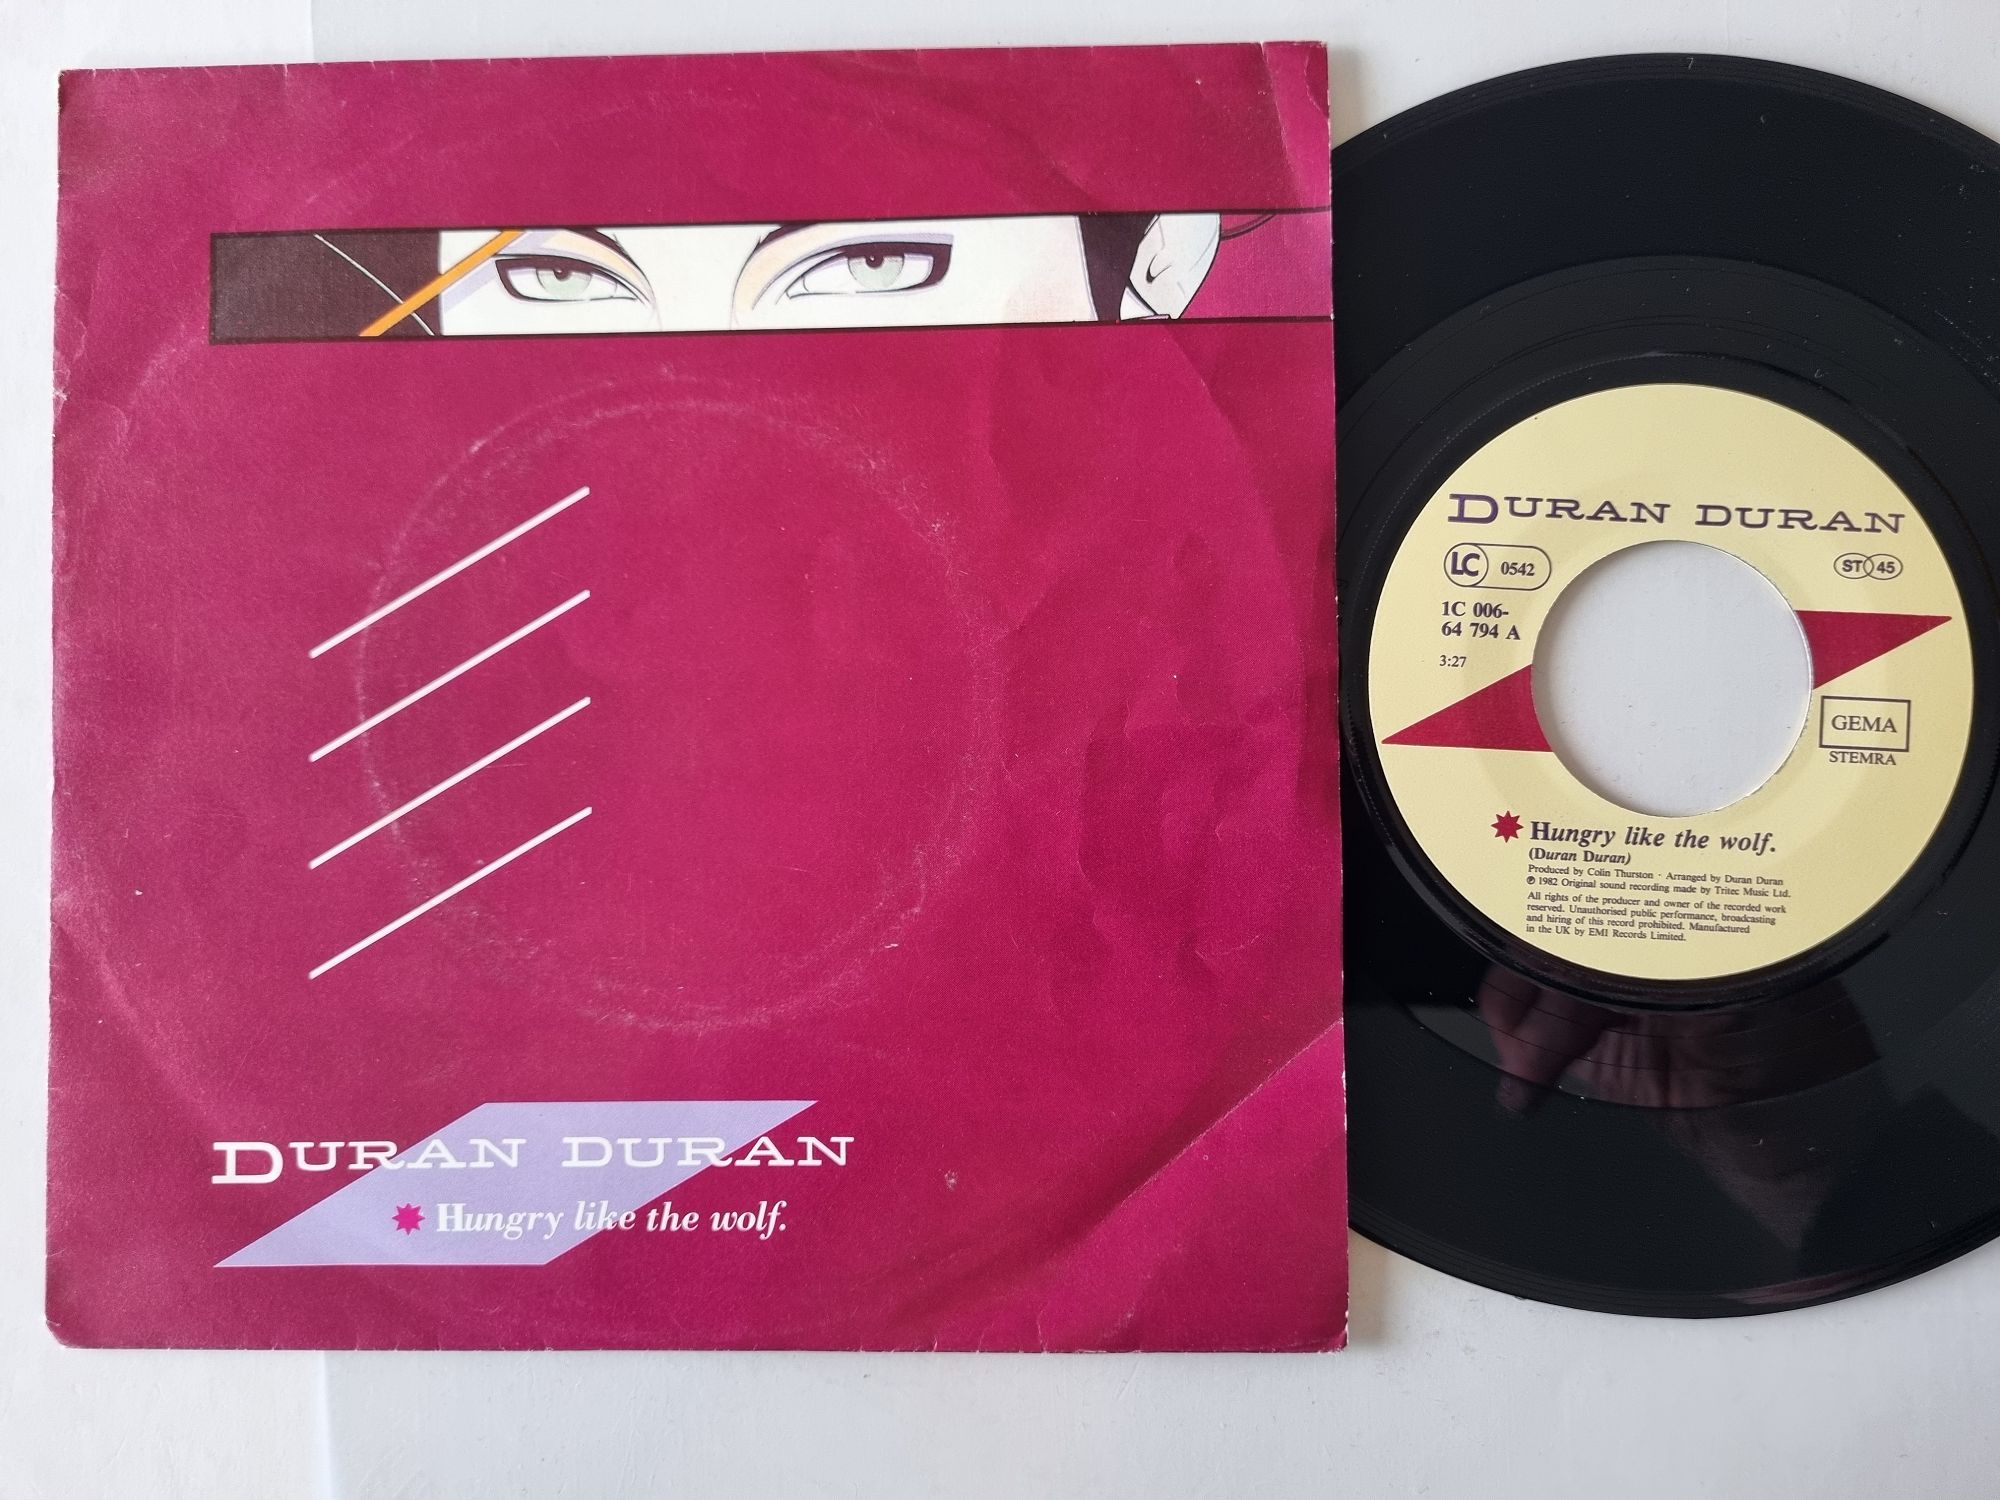 DURAN DURAN
Hungry like the wolf.
7
DURAN DURAN
LC 0542
ST 45
1C 006-
64 794 A
3:27
GEMA
STEMRA
Hungry like the wolf.
(Duran Duran)
Produced by Colin Thurston · Arranged by Duran Duran
℗ 1982 Original sound recording made by Tritec Music Ltd.
All rights of the producer and owner of the recorded work
reserved. Unauthorised public performance, broadcasting
and hiring of this record prohibited. Manufactured
in the UK by EMI Records Limited.